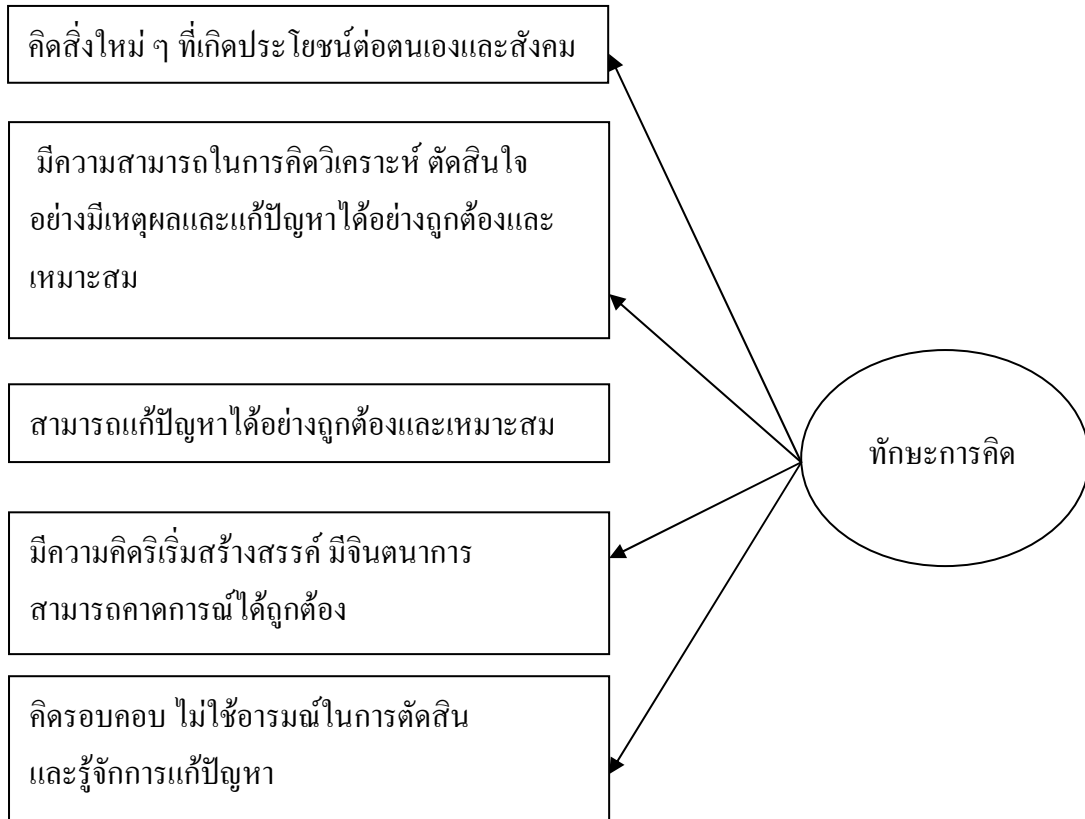 คิดสิ่งใหม่ ๆ ที่เกิดประโยชน์ต่อตนเองและสังคม
มีความสามารถในการคิดวิเคราะห์ ตัดสินใจ
อย่างมีเหตุผลและแก้ปัญหาได้อย่างถูกต้องและ
เหมาะสม
สามารถแก้ปัญหาได้อย่างถูกต้องและเหมาะสม
ทักษะการคิด
มีความคิดริเริ่มสร้างสรรค์ มีจินตนาการ
สามารถคาดการณ์ได้ถูกต้อง
คิดรอบคอบ ไม่ใช้อารมณ์ในการตัดสิน
และรู้จักการแก้ปัญหา